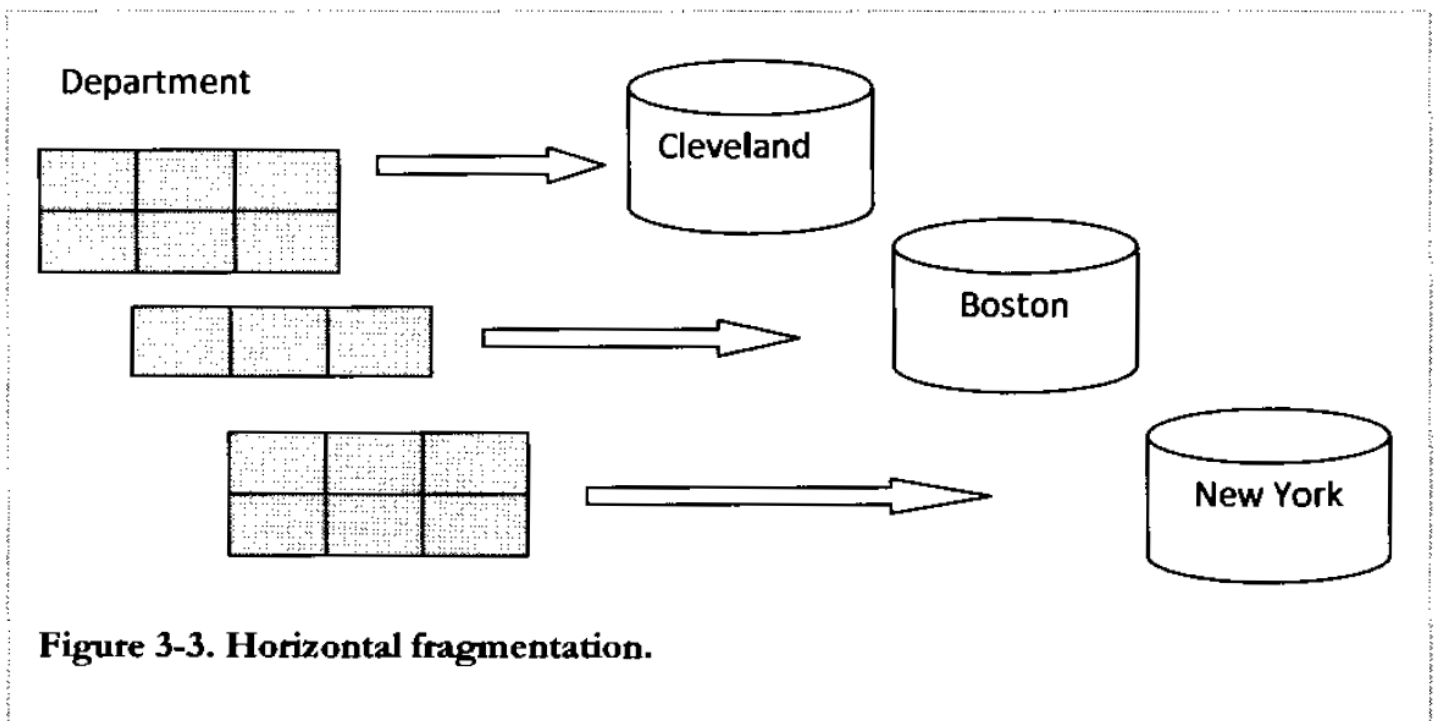 Department
Cleveland
Boston
New York
Figure 3-3. Horizontal fragmentation.